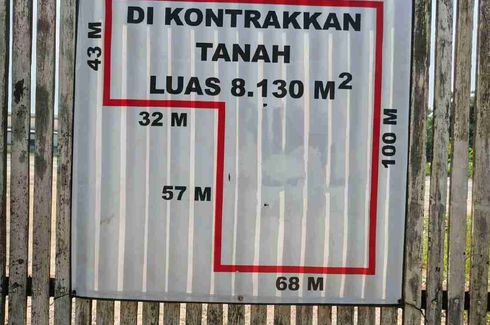 DI KONTRAKKAN
TANAH
LUAS 8.130 M²
43 M
32 M
57 M
100 M
68 M